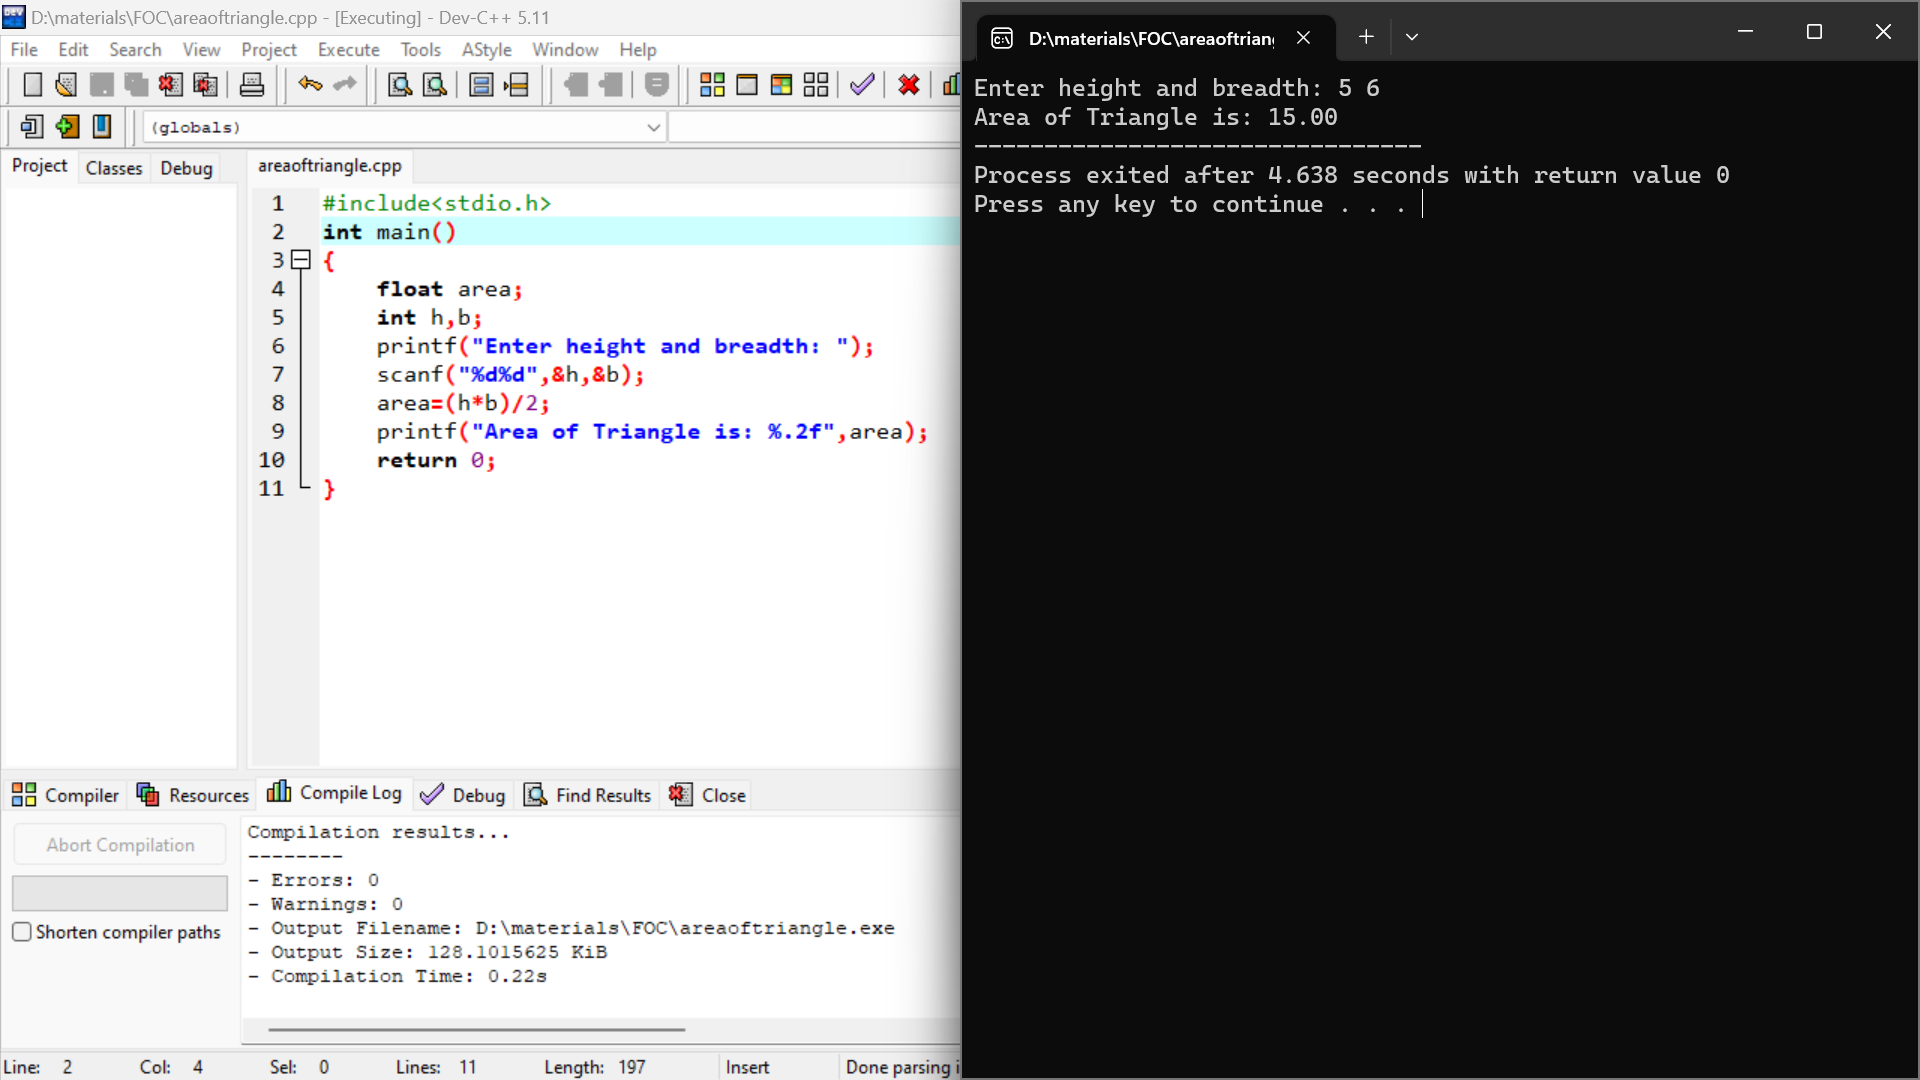 D:\materials\FOC\areaoftriangle.cpp - [Executing] - Dev-C++ 5.11
File Edit Search View Project Execute Tools AStyle Window Help
(globals)
Project Classes Debug
areaoftriangle.cpp
1 #include<stdio.h>
2 int main()
3 {
4 float area;
5 int h,b;
6 printf("Enter height and breadth: ");
7 scanf("%d%d",&h,&b);
8 area=(h*b)/2;
9 printf("Area of Triangle is: %.2f",area);
10 return 0;
11 }
Compiler Resources Compile Log Debug Find Results Close
Abort Compilation
Shorten compiler paths
Compilation results...
--------
- Errors: 0
- Warnings: 0
- Output Filename: D:\materials\FOC\areaoftriangle.exe
- Output Size: 128.1015625 KiB
- Compilation Time: 0.22s
Line: 2 Col: 4 Sel: 0 Lines: 11 Length: 197 Insert Done parsing i
D:\materials\FOC\areaoftrian
Enter height and breadth: 5 6
Area of Triangle is: 15.00
--------------------------------
Process exited after 4.638 seconds with return value 0
Press any key to continue . . .